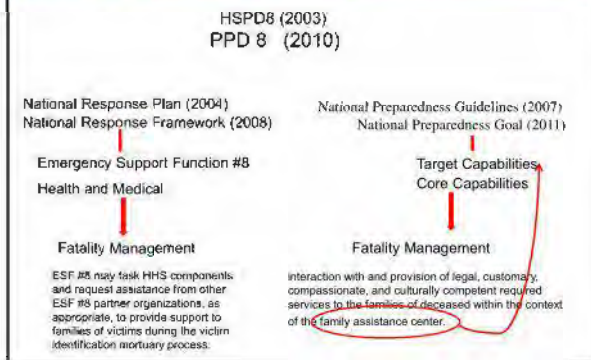 HSPD8 (2003)
PPD 8 (2010)
National Response Plan (2004)
National Response Framework (2008)
Emergency Support Function #8
Health and Medical
Fatality Management
ESF #8 may task HHS components
and request assistance from other
ESF #8 partner organizations, as
appropriate, to provide support to
families of victims during the victim
identification mortuary process.
National Preparedness Guidelines (2007)
National Preparedness Goal (2011)
Target Capabilities
Core Capabilities
Fatality Management
interaction with and provision of legal, customary,
compassionate, and culturally competent required
services to the families of deceased within the context
of the family assistance center.